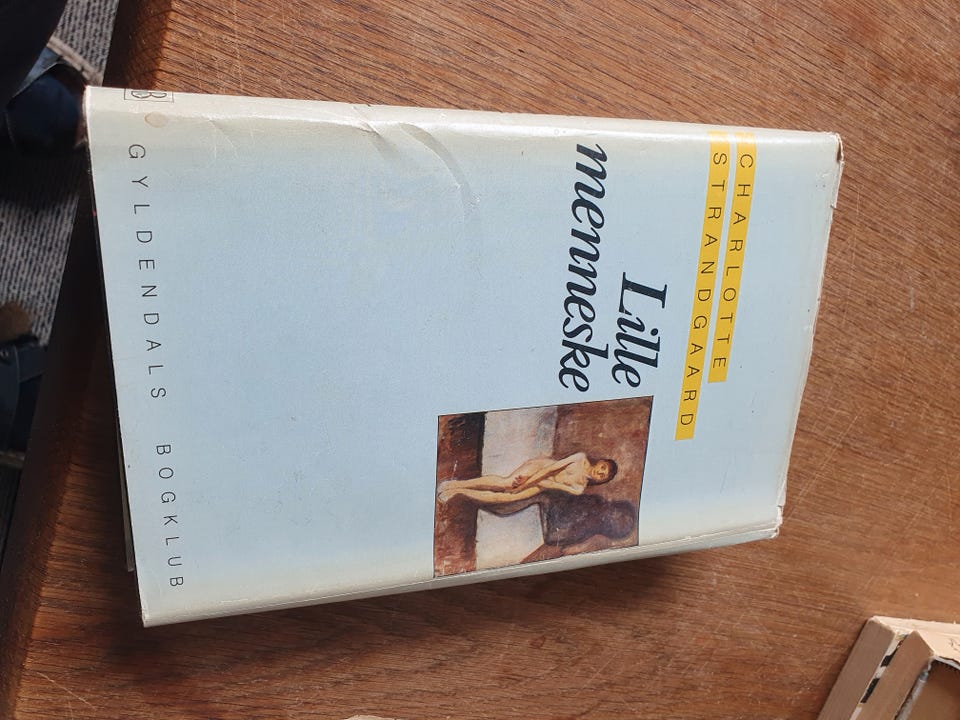 CHARLOTTE
STRANDGAARD
Lille
menneske
GYLDENDALS BOGKLUB